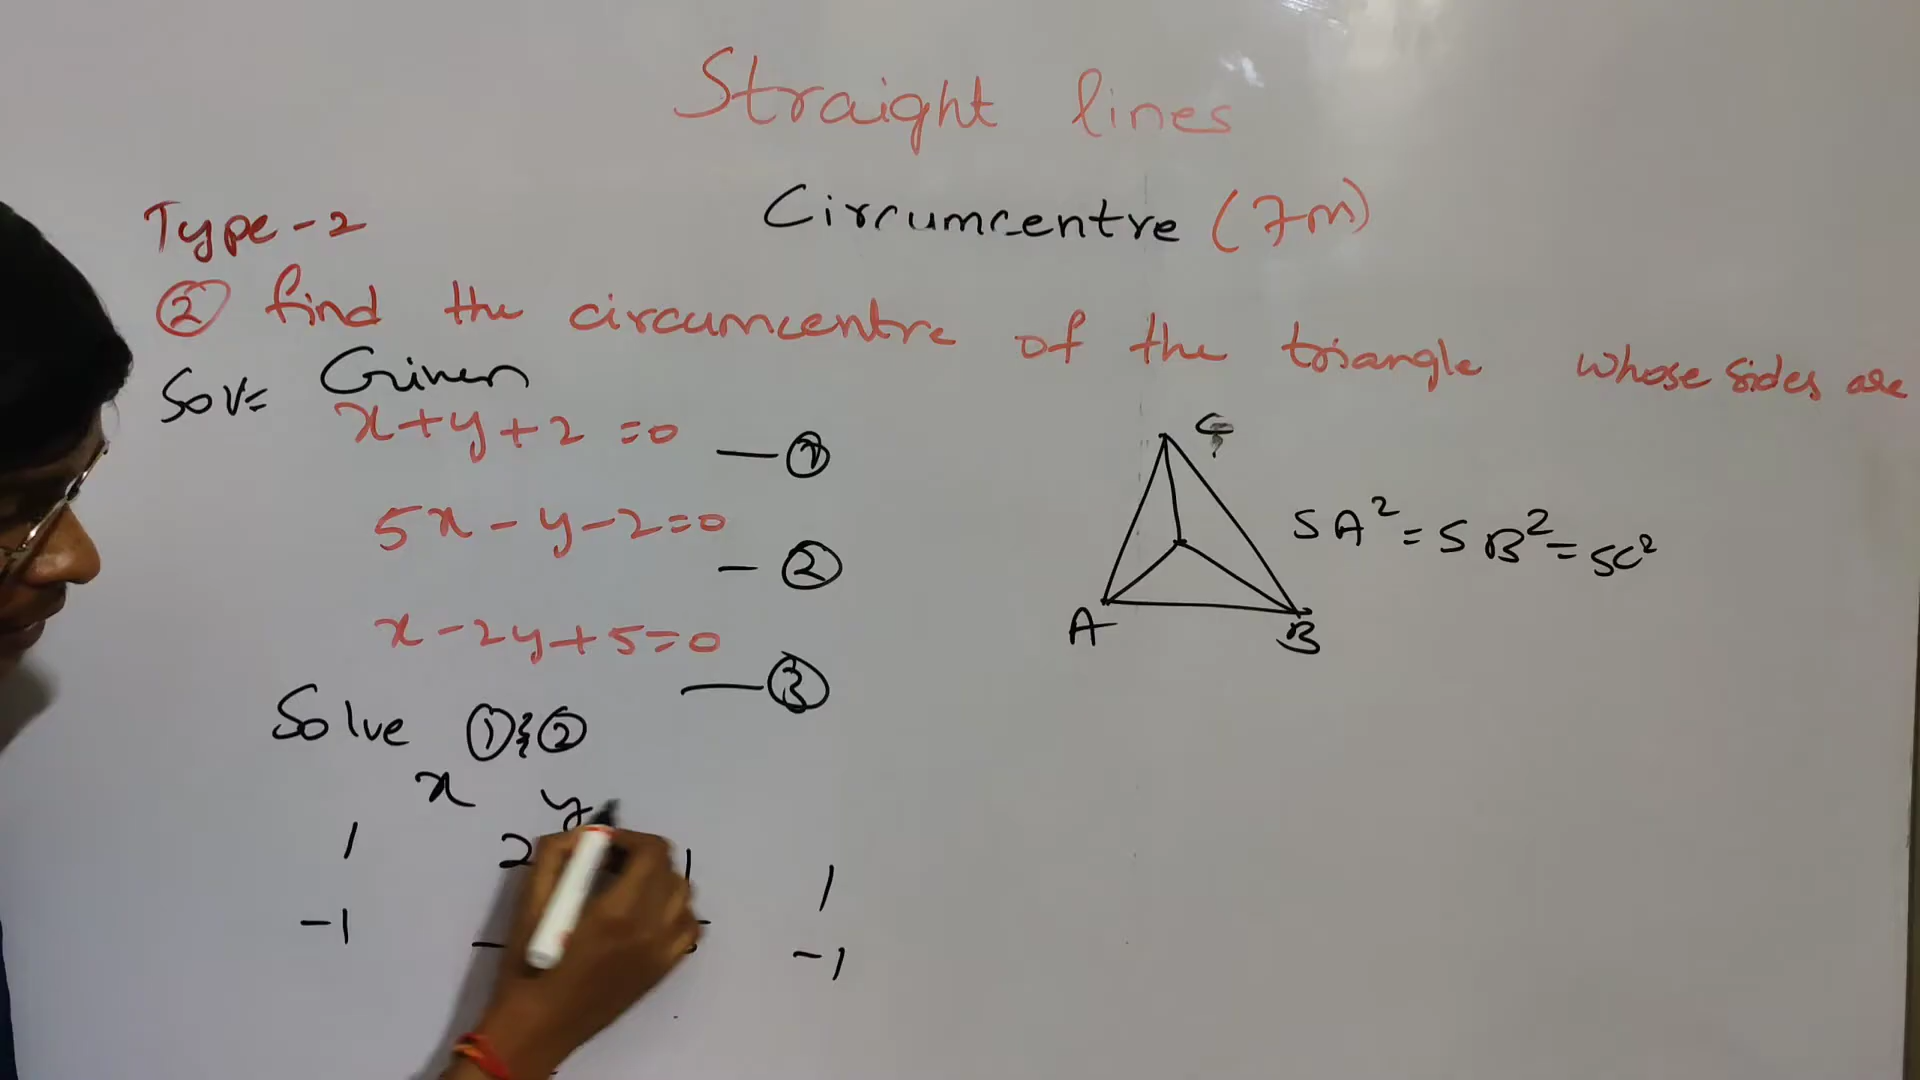 Straight lines
Type-2 Circumcentre (7m)
② find the circumcentre of the triangle whose sides are
Given
x+y+2=0 —①
5x-y-2=0 —②
x-2y+5=0 —③
C
SA²=SB²=SC²
A B
Solve ①&②
x y
1 2 1 1
-1 -1